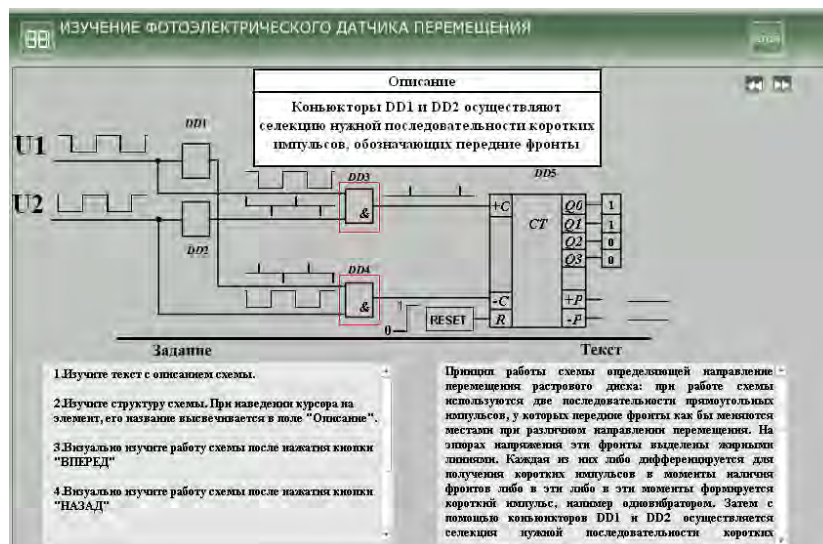 ИЗУЧЕНИЕ ФОТОЭЛЕКТРИЧЕСКОГО ДАТЧИКА ПЕРЕМЕЩЕНИЯ
Описание
Коньюкторы DD1 и DD2 осуществляют
селекцию нужной последовательности коротких
импульсов, обозначающих передние фронты
U1
DD1
DD3
DD5
&
+C
CT
Q0 1
Q1 1
Q2 0
Q3 0
U2
DD2
DD4
&
1
0
RESET
-C
R
+P
-P
Задание
1.Изучите текст с описанием схемы.
2.Изучите структуру схемы. При наведении курсора на
элемент, его название высвечивается в поле "Описание".
3.Визуально изучите работу схемы после нажатия кнопки
"ВПЕРЕД"
4.Визуально изучите работу схемы после нажатия кнопки
"НАЗАД"
Текст
Принцип работы схемы определяющей направление
перемещения растрового диска: при работе схемы
используются две последовательности прямоугольных
импульсов, у которых передние фронты как бы меняются
местами при различном направлении перемещения. На
эпюрах напряжения эти фронты выделены жирными
линиями. Каждая из них либо дифференцируется для
получения коротких импульсов в моменты наличия
фронтов либо в эти либо в эти моменты формируется
короткий импульс, напимер одновибратором. Затем с
помощью коньюнкторов DD1 и DD2 осуществляется
селекция нужной последовательности коротких